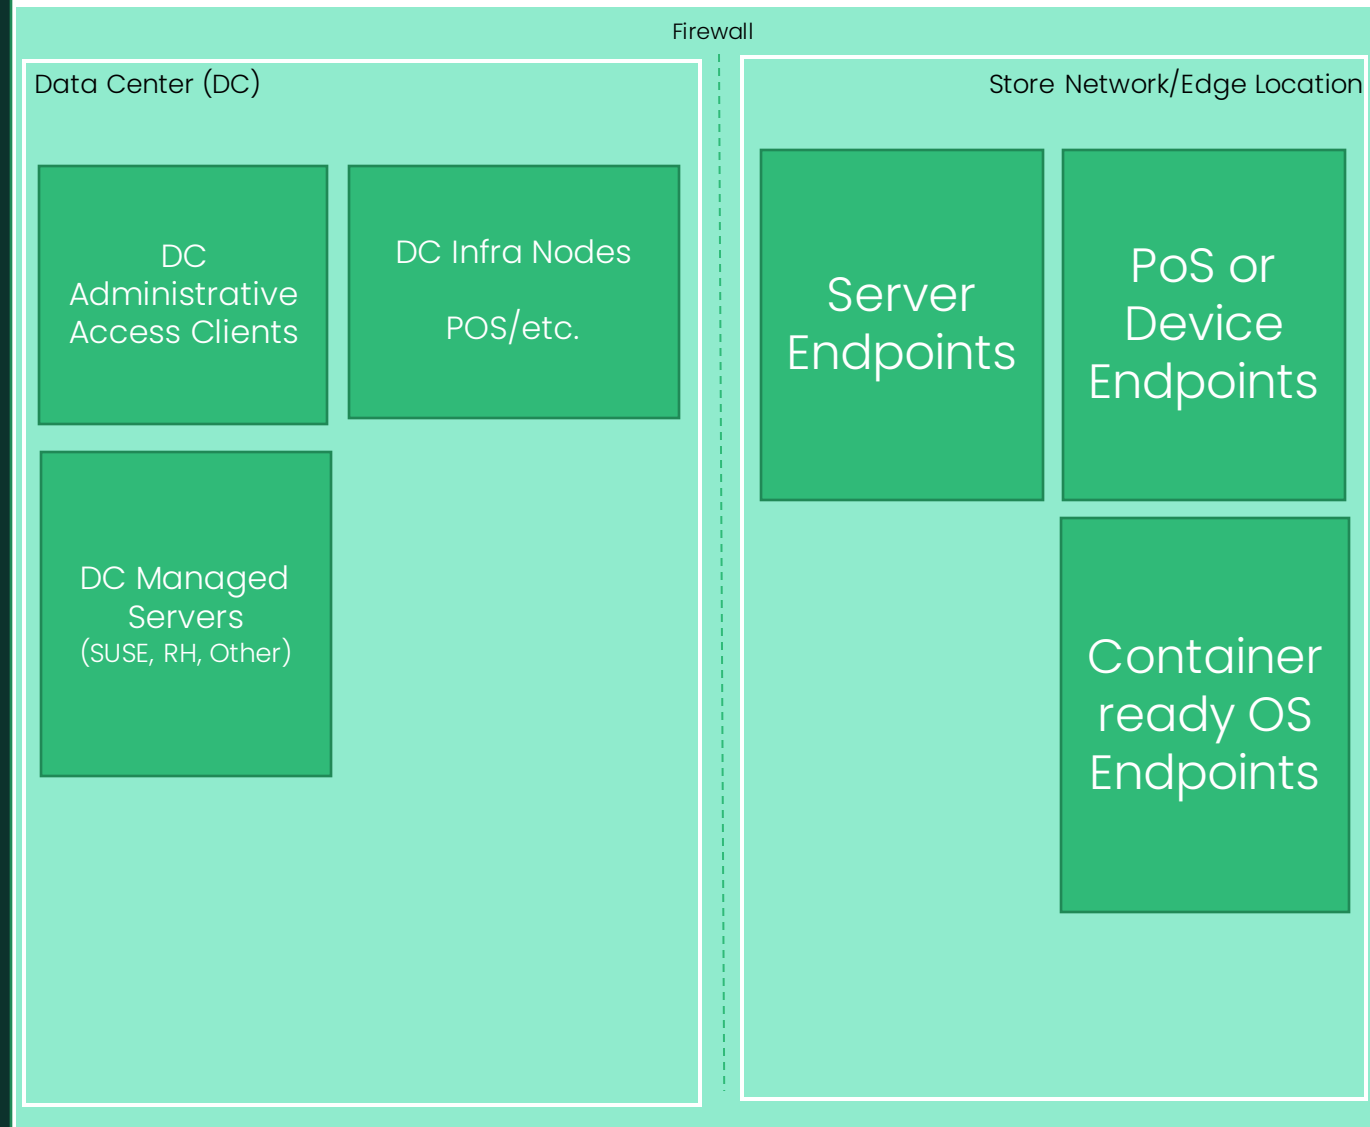 Firewall
Data Center (DC)
Store Network/Edge Location
DC
Administrative
Access Clients
DC Infra Nodes
POS/etc.
DC Managed
Servers
(SUSE, RH, Other)
Server
Endpoints
PoS or
Device
Endpoints
Container
ready OS
Endpoints